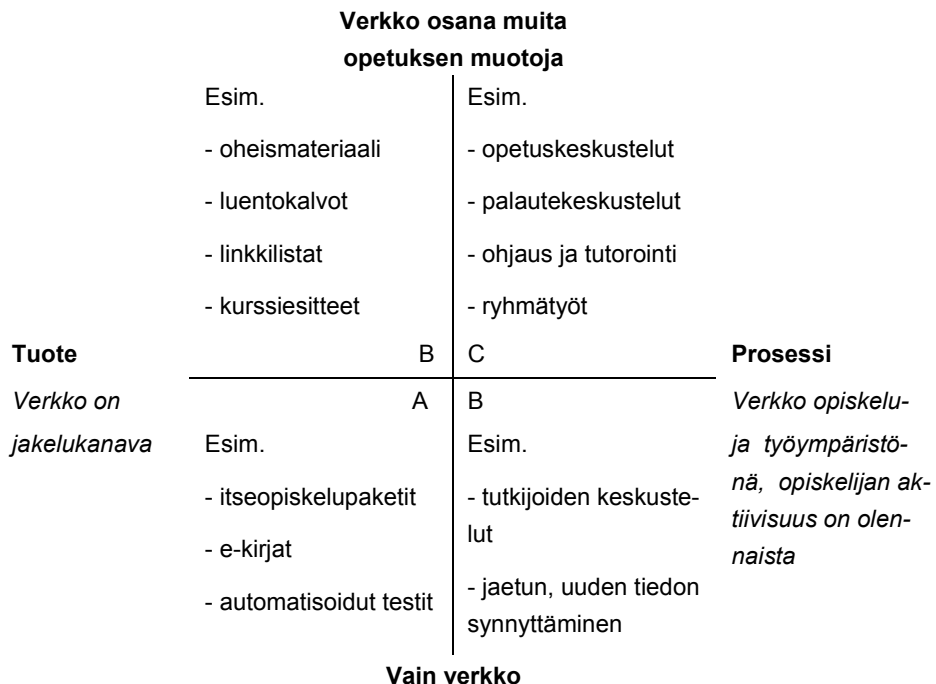 Verkko osana muita
opetuksen muotoja
Esim.
- oheismateriaali
- luentokalvot
- linkkilistat
- kurssiesitteet
Esim.
- opetuskeskustelut
- palautekeskustelut
- ohjaus ja tutorointi
- ryhmätyöt
Tuote
B
C
Prosessi
Verkko on
jakelukanava
A
Esim.
- itseopiskelupaketit
- e-kirjat
- automatisoidut testit
B
Esim.
- tutkijoiden keskuste-
lut
- jaetun, uuden tiedon
synnyttäminen
Verkko opiskelu-
ja työympäristö-
nä, opiskelijan ak-
tiivisuus on olen-
naista
Vain verkko